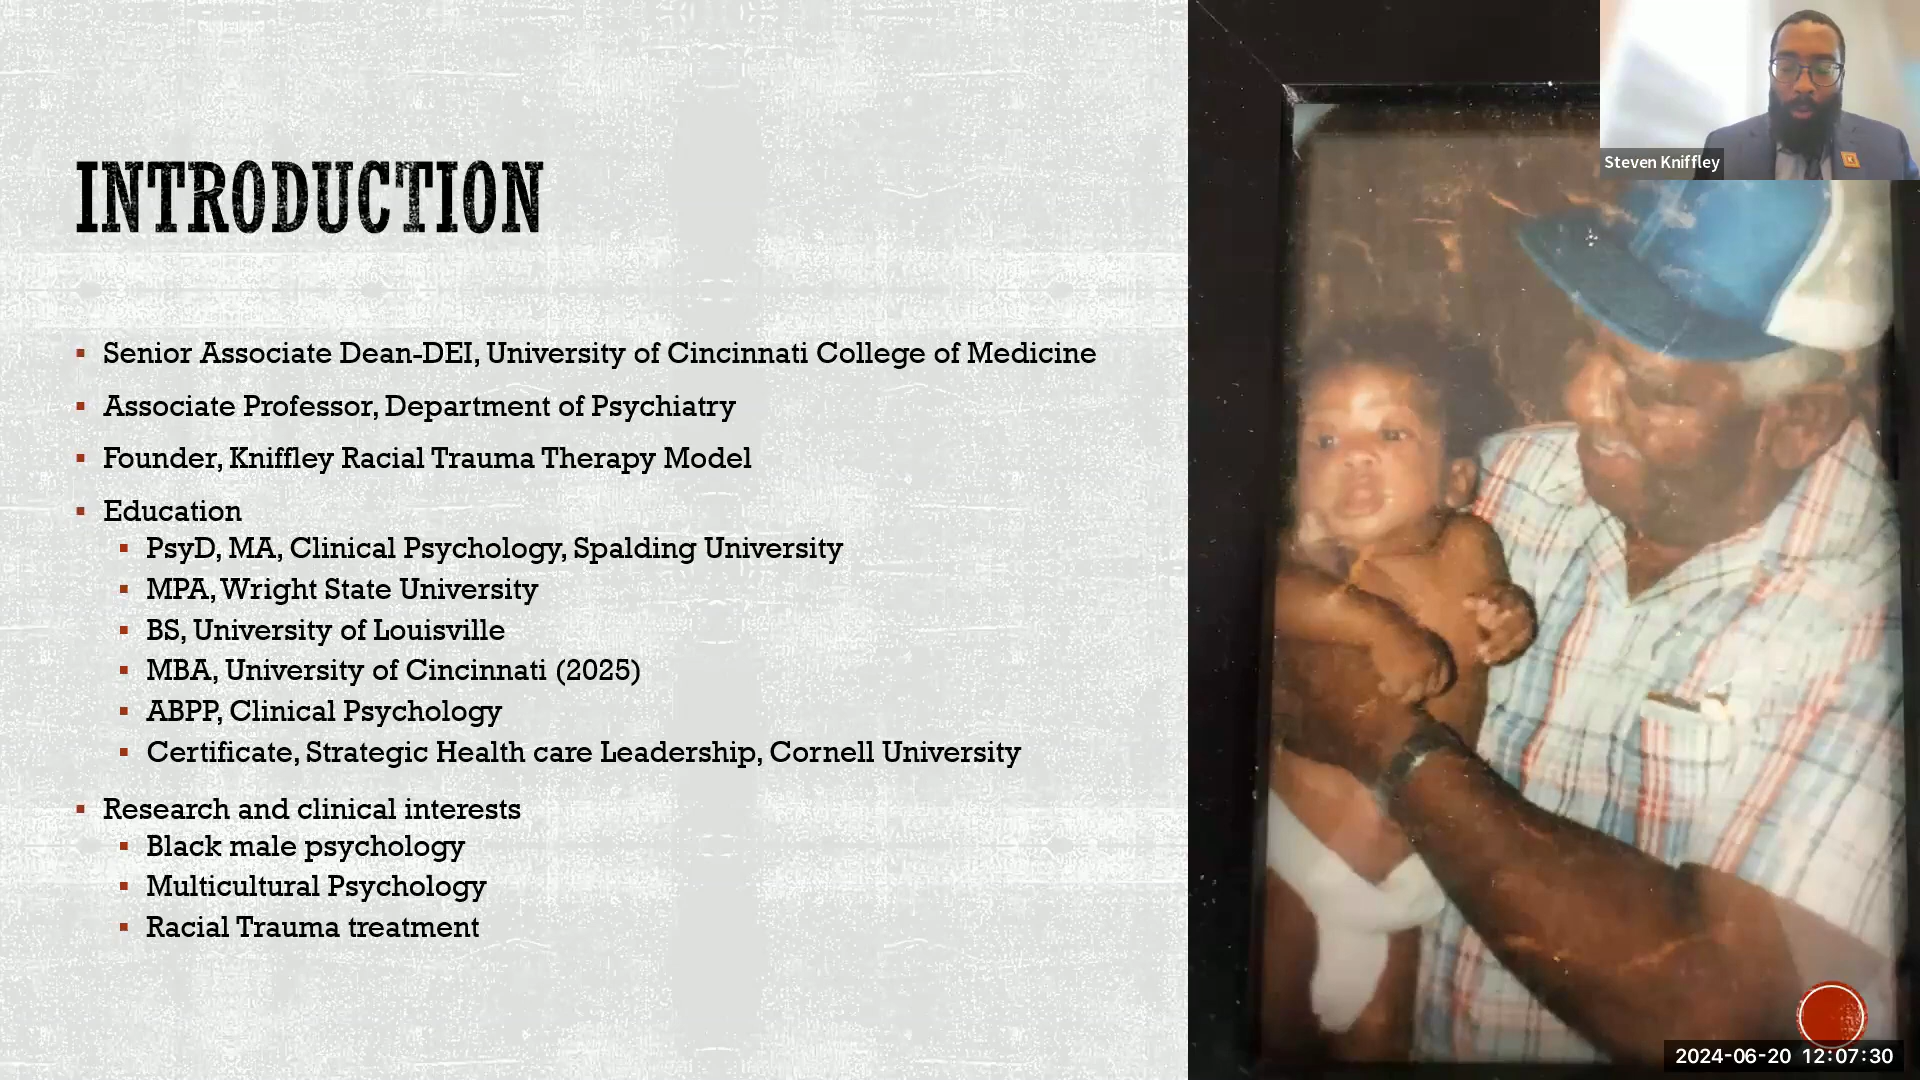 INTRODUCTION
Senior Associate Dean-DEI, University of Cincinnati College of Medicine
Associate Professor, Department of Psychiatry
Founder, Kniffley Racial Trauma Therapy Model
Education
PsyD, MA, Clinical Psychology, Spalding University
MPA, Wright State University
BS, University of Louisville
MBA, University of Cincinnati (2025)
ABPP, Clinical Psychology
Certificate, Strategic Health care Leadership, Cornell University
Research and clinical interests
Black male psychology
Multicultural Psychology
Racial Trauma treatment
Steven Kniffley
2024-06-20 12:07:30